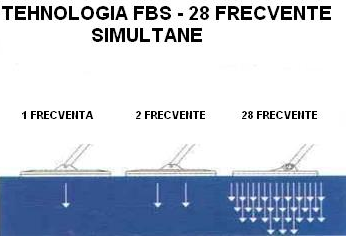 TEHNOLOGIA FBS - 28 FRECVENTE
SIMULTANE
1 FRECVENTA 2 FRECVENTE 28 FRECVENTE